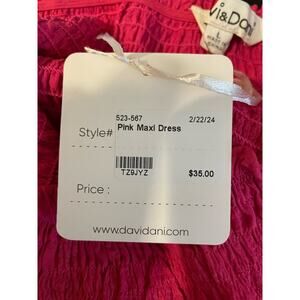 vi&Dani
L
523-567 2/22/24
Style# Pink Maxi Dress
TZ9JYZ $35.00
Price :
www.davidani.com